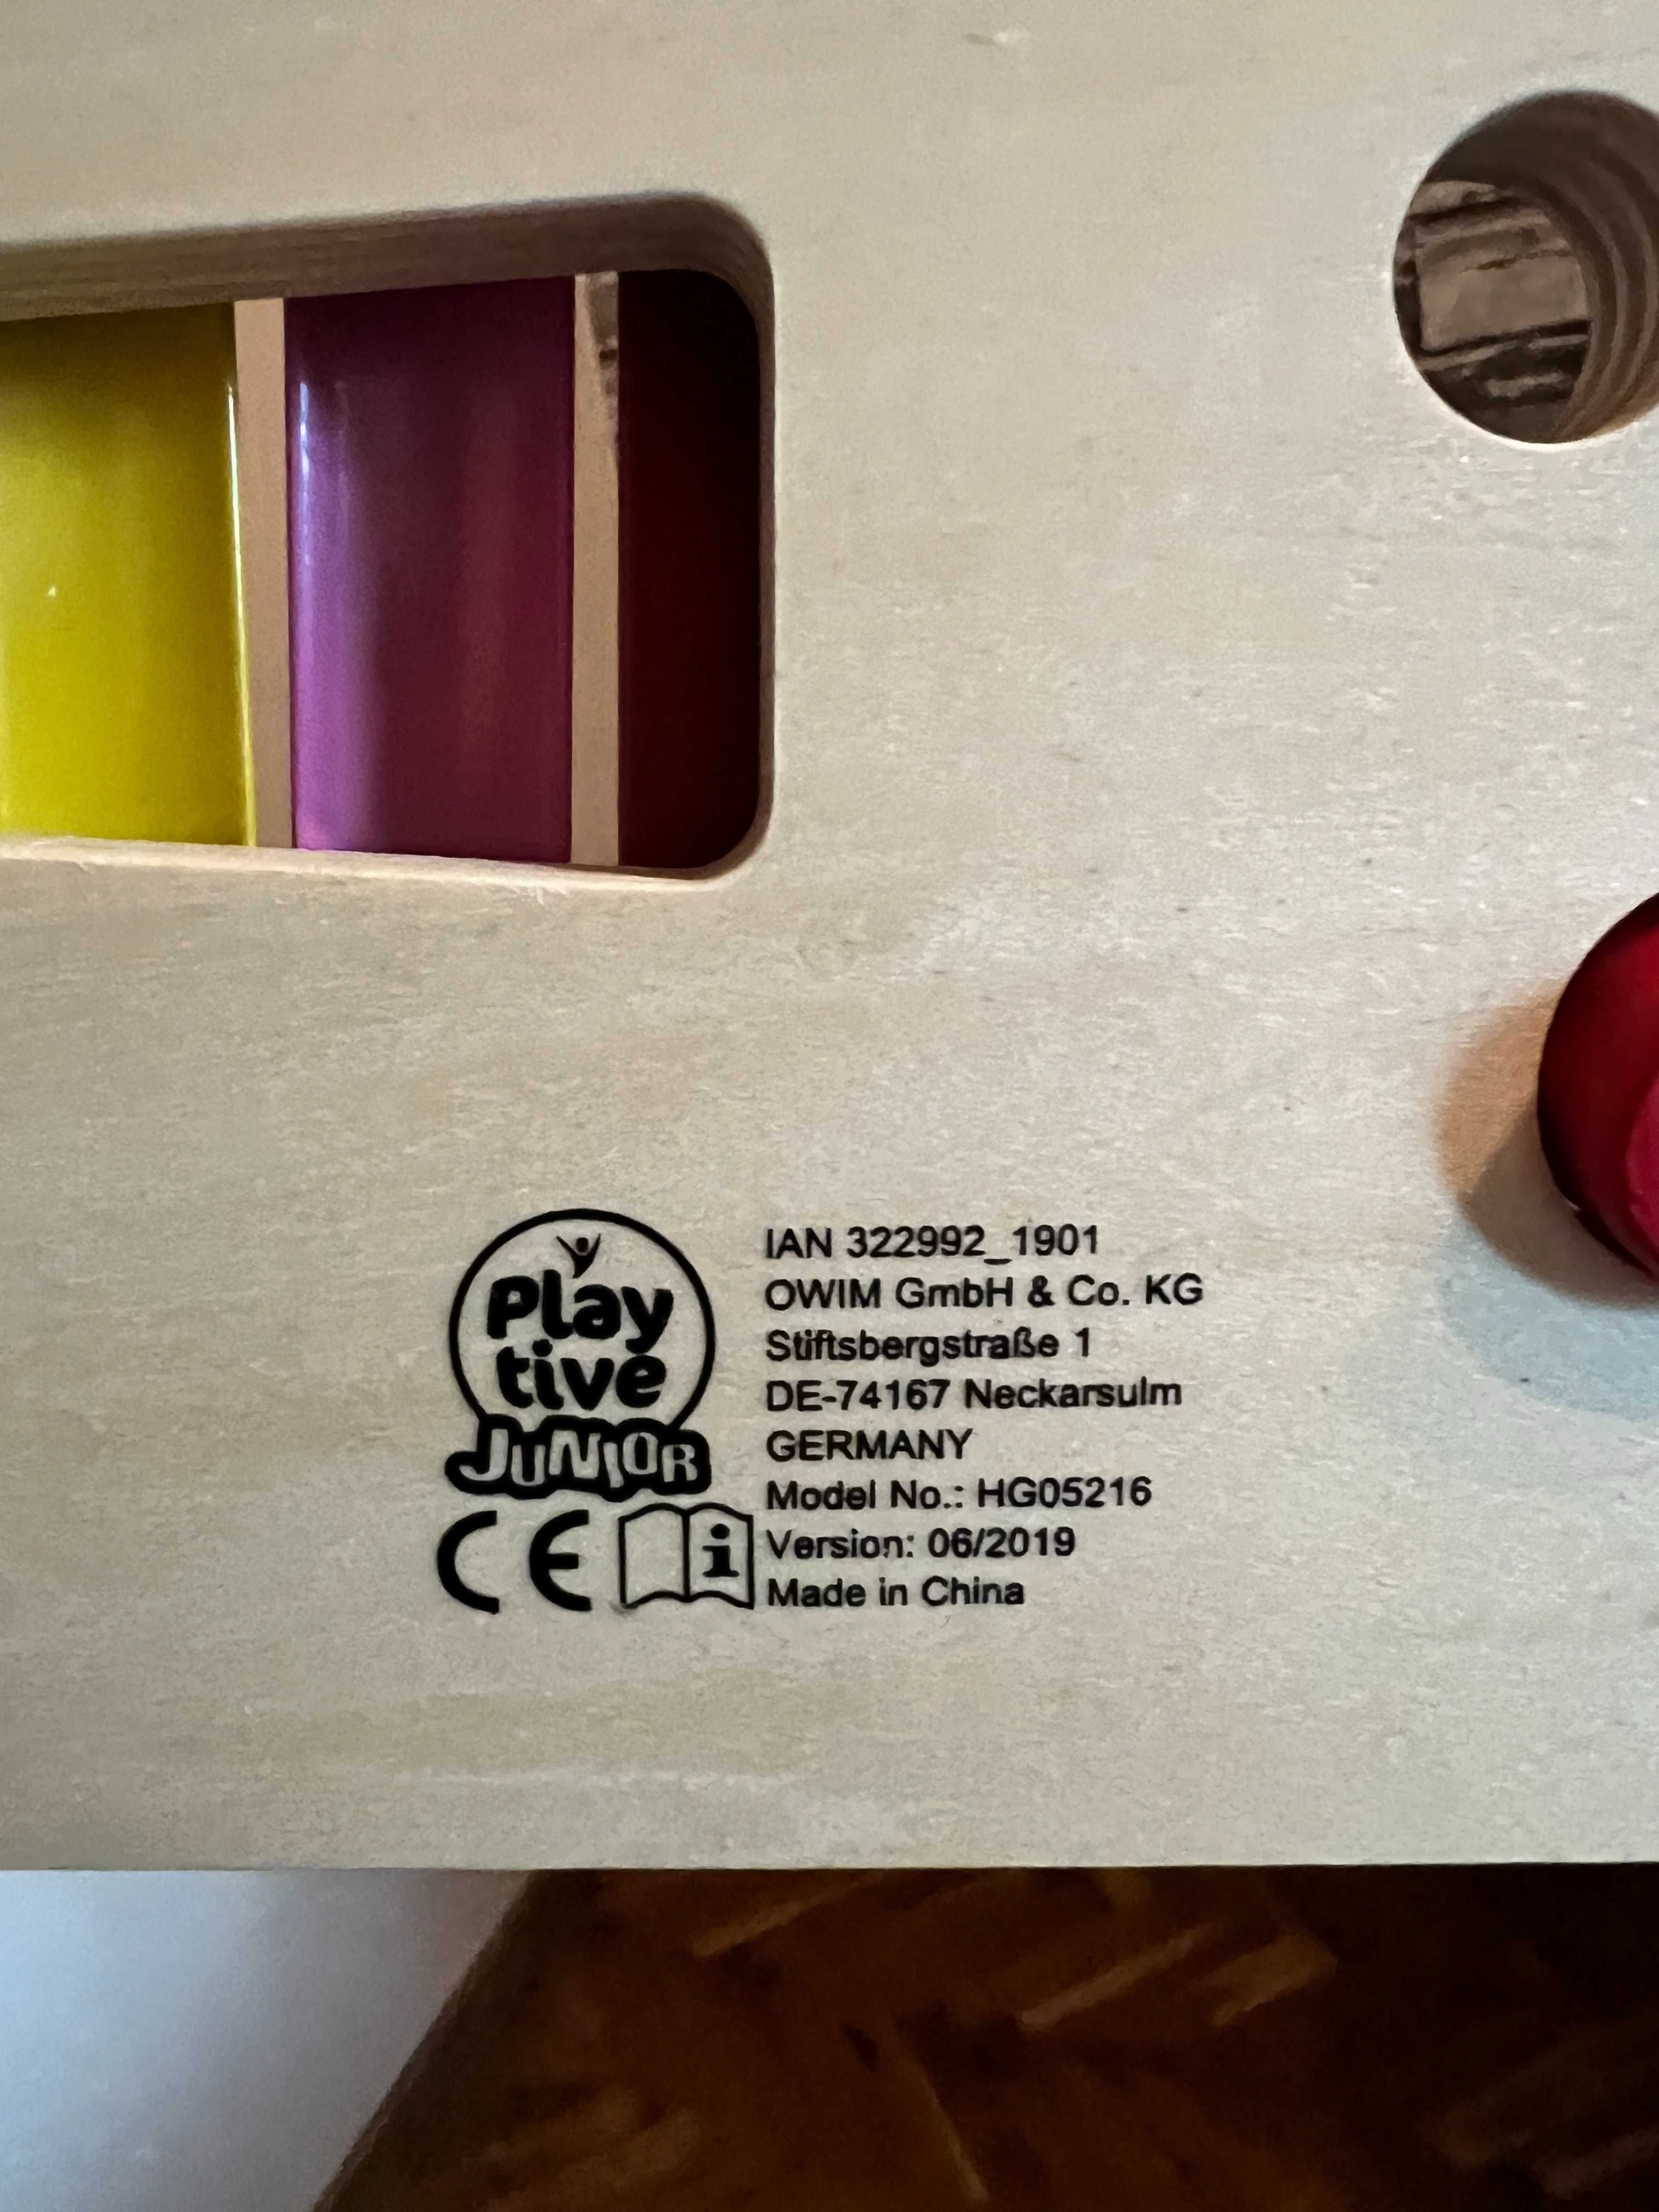 Play
tive
JUNIOR
CE
i
IAN 322992_1901
OWIM GmbH & Co. KG
Stiftsbergstraße 1
DE-74167 Neckarsulm
GERMANY
Model No.: HG05216
Version: 06/2019
Made in China